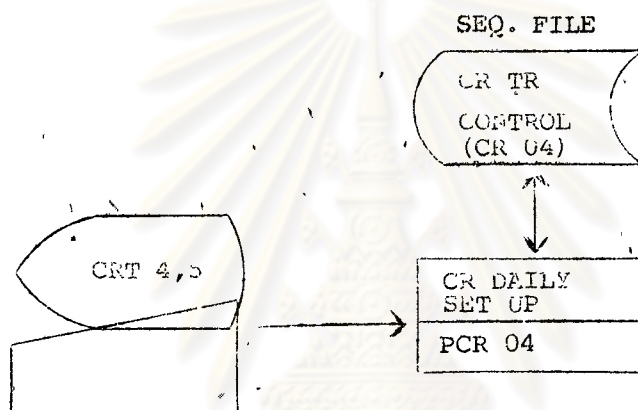 SEQ. FILE
CR TR
CONTROL
(CR 04)
CRT 4,5
CR DAILY
SET UP
PCR 04